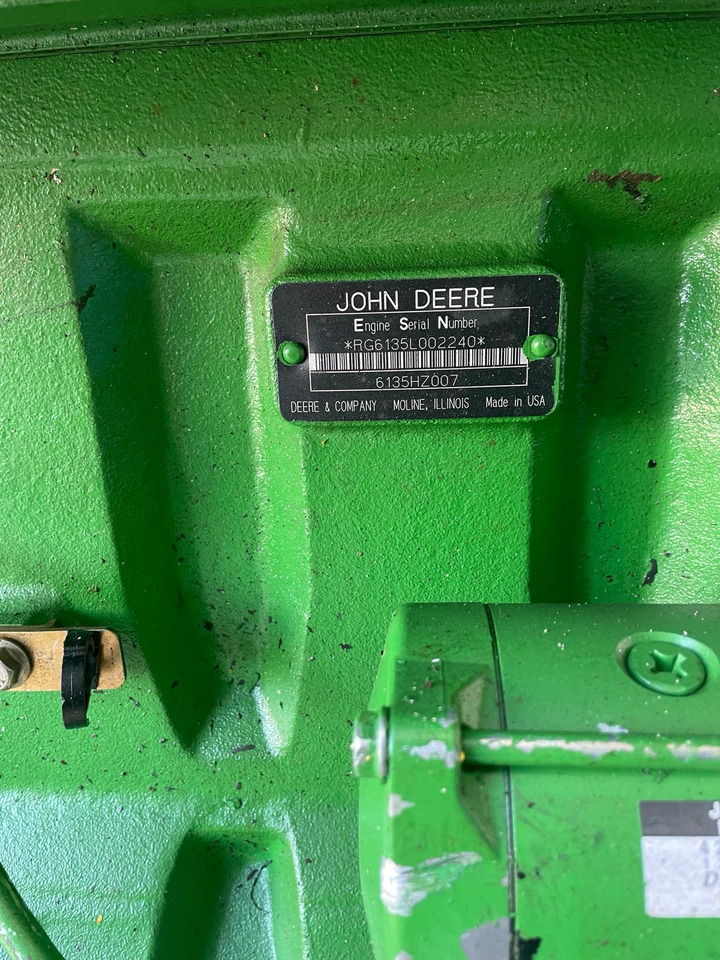 JOHN DEERE
Engine Serial Number
*RG6135L002240*
6135HZ007
DEERE & COMPANY MOLINE, ILLINOIS Made in USA